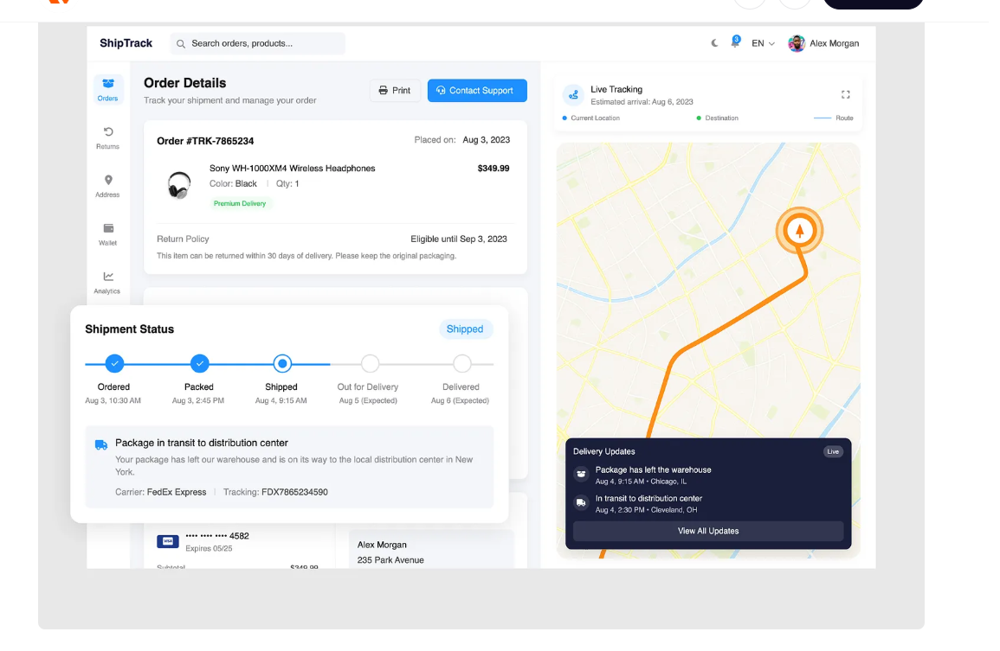 ShipTrack
Search orders, products...
3
EN
Alex Morgan
Orders
Returns
Address
Wallet
Analytics
Order Details
Track your shipment and manage your order
Print
Contact Support
Order #TRK-7865234
Placed on: Aug 3, 2023
Sony WH-1000XM4 Wireless Headphones
$349.99
Color: Black | Qty: 1
Premium Delivery
Return Policy
Eligible until Sep 3, 2023
This item can be returned within 30 days of delivery. Please keep the original packaging.
Shipment Status
Shipped
Ordered
Aug 3, 10:30 AM
Packed
Aug 3, 2:45 PM
Shipped
Aug 4, 9:15 AM
Out for Delivery
Aug 5 (Expected)
Delivered
Aug 6 (Expected)
Package in transit to distribution center
Your package has left our warehouse and is on its way to the local distribution center in New
York.
Carrier: FedEx Express | Tracking: FDX7865234590
VISA
•••• •••• •••• 4582
Expires 05/25
Subtotal
$349.99
Alex Morgan
235 Park Avenue
Live Tracking
Estimated arrival: Aug 6, 2023
Current Location
Destination
Route
Delivery Updates
Live
Package has left the warehouse
Aug 4, 9:15 AM • Chicago, IL
In transit to distribution center
Aug 4, 2:30 PM • Cleveland, OH
View All Updates